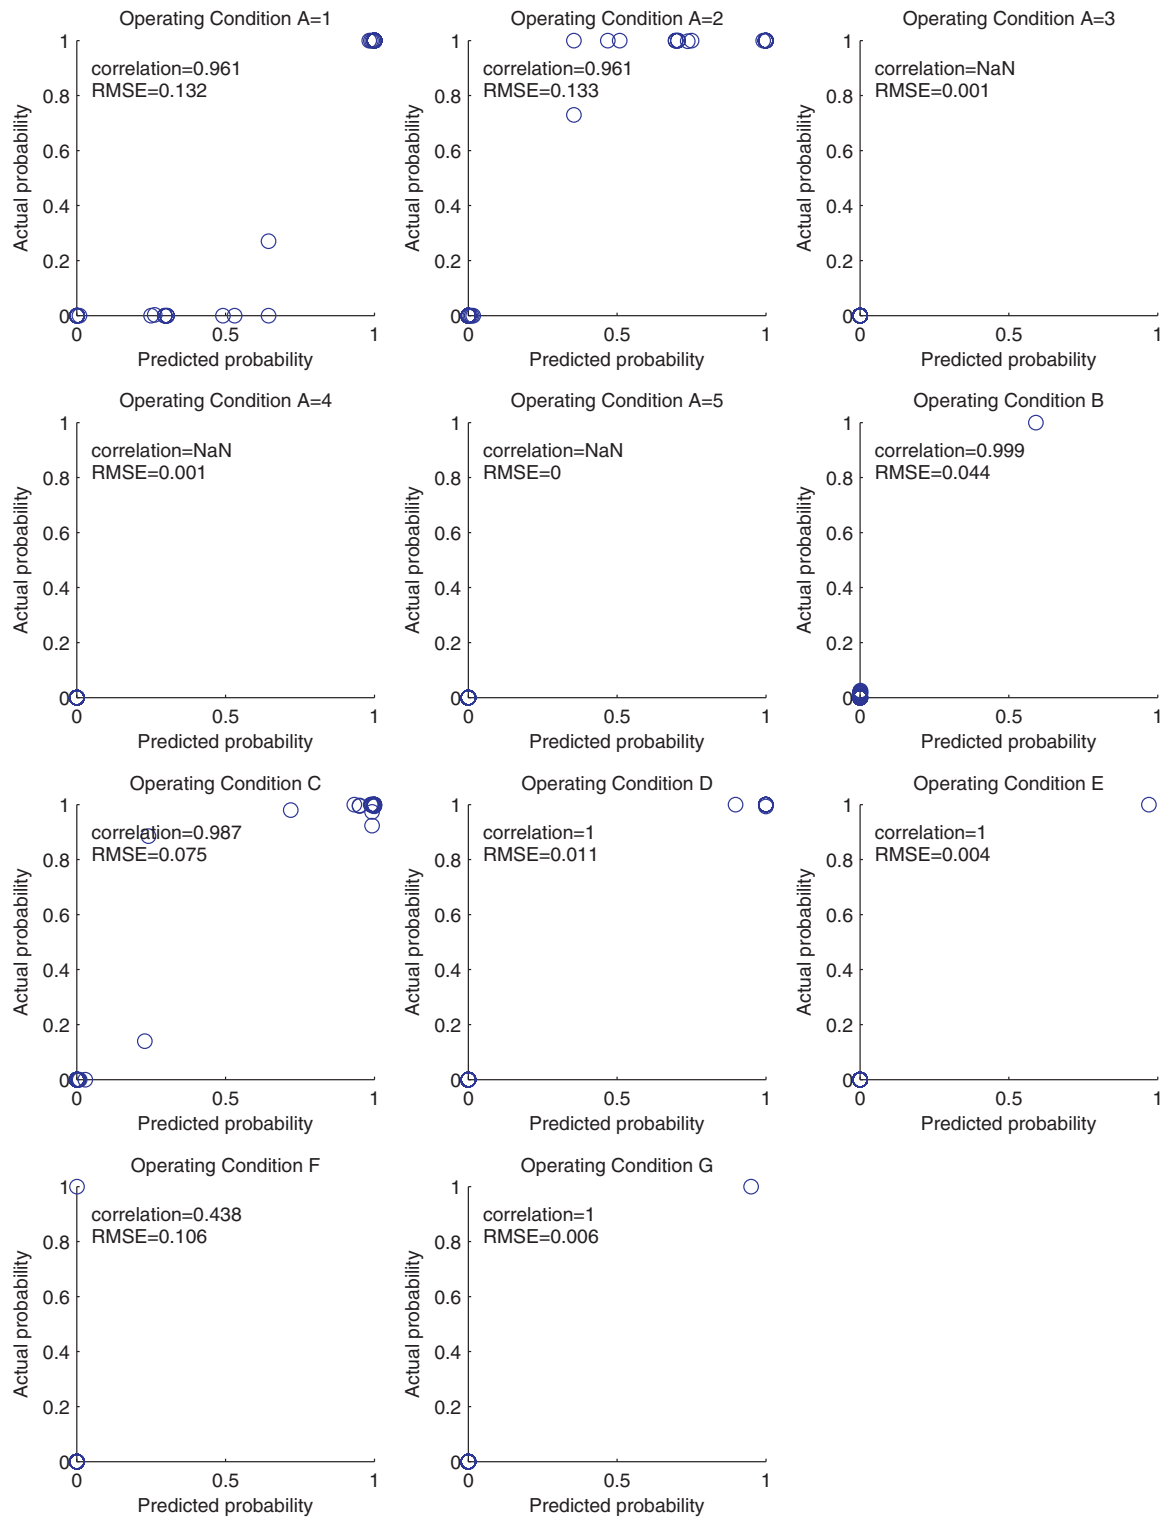 Operating Condition A=1
1
correlation=0.961
RMSE=0.132
0.8
0.6
0.4
0.2
0
0
0.5
1
Actual probability
Predicted probability
Operating Condition A=2
1
correlation=0.961
RMSE=0.133
0.8
0.6
0.4
0.2
0
0
0.5
1
Actual probability
Predicted probability
Operating Condition A=3
1
correlation=NaN
RMSE=0.001
0.8
0.6
0.4
0.2
0
0
0.5
1
Actual probability
Predicted probability
Operating Condition A=4
1
correlation=NaN
RMSE=0.001
0.8
0.6
0.4
0.2
0
0
0.5
1
Actual probability
Predicted probability
Operating Condition A=5
1
correlation=NaN
RMSE=0
0.8
0.6
0.4
0.2
0
0
0.5
1
Actual probability
Predicted probability
Operating Condition B
1
correlation=0.999
RMSE=0.044
0.8
0.6
0.4
0.2
0
0
0.5
1
Actual probability
Predicted probability
Operating Condition C
1
correlation=0.987
RMSE=0.075
0.8
0.6
0.4
0.2
0
0
0.5
1
Actual probability
Predicted probability
Operating Condition D
1
correlation=1
RMSE=0.011
0.8
0.6
0.4
0.2
0
0
0.5
1
Actual probability
Predicted probability
Operating Condition E
1
correlation=1
RMSE=0.004
0.8
0.6
0.4
0.2
0
0
0.5
1
Actual probability
Predicted probability
Operating Condition F
1
correlation=0.438
RMSE=0.106
0.8
0.6
0.4
0.2
0
0
0.5
1
Actual probability
Predicted probability
Operating Condition G
1
correlation=1
RMSE=0.006
0.8
0.6
0.4
0.2
0
0
0.5
1
Actual probability
Predicted probability